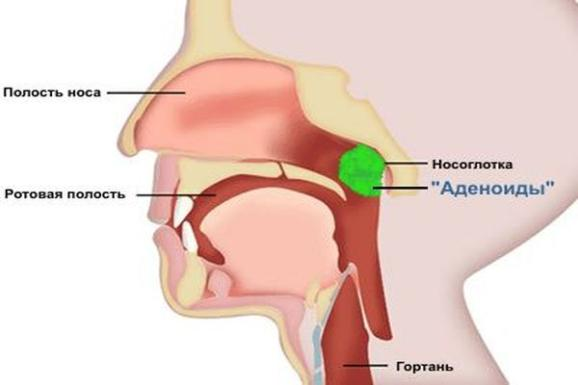 Полость носа
Носоглотка
"Аденоиды"
Ротовая полость
Гортань